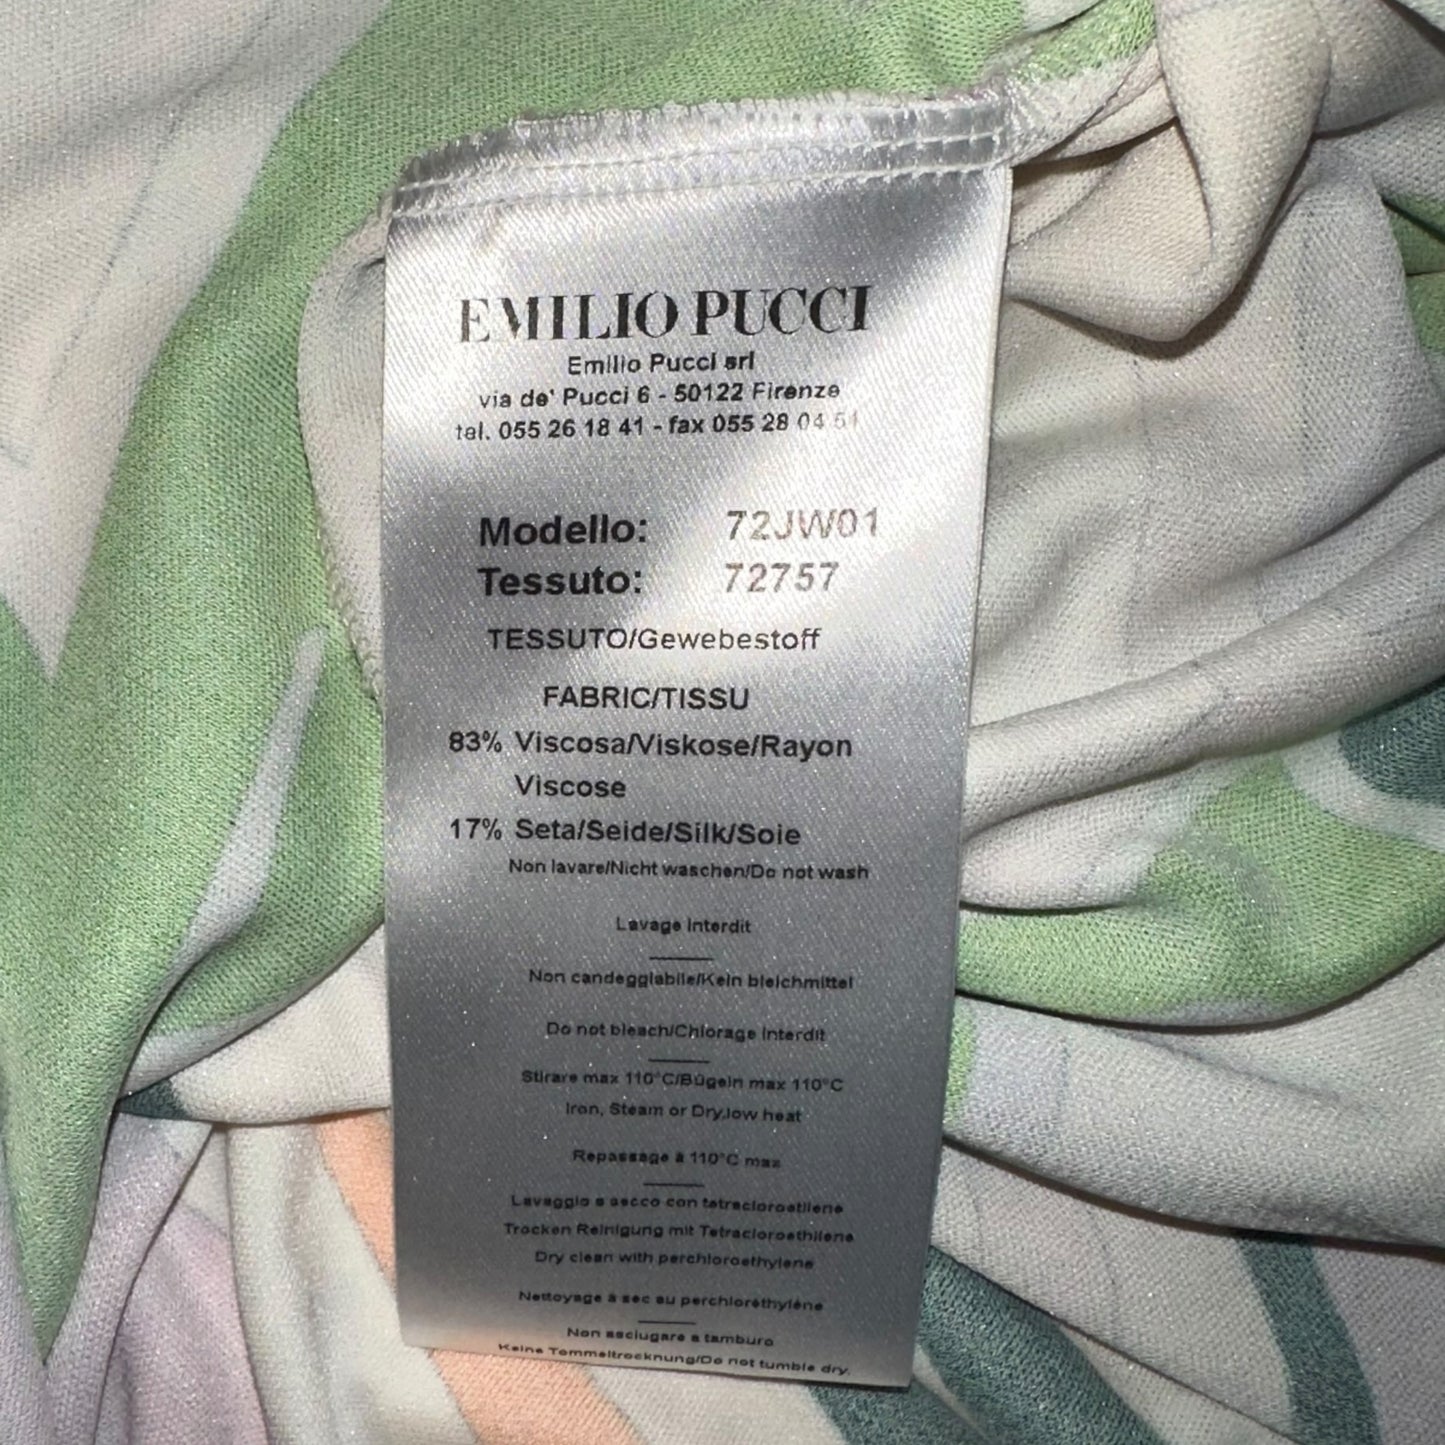 EMILIO PUCCI
Emilio Pucci srl
via de' Pucci 6 - 50122 Firenze
tel. 055 26 18 41 - fax 055 28 04 51
Modello: 72JW01
Tessuto: 72757
TESSUTO/Gewebestoff
FABRIC/TISSU
83% Viscosa/Viskose/Rayon
Viscose
17% Seta/Seide/Silk/Soie
Non lavare/Nicht waschen/Do not wash
Lavage Interdit
Non candeggiabile/Kein bleichmittel
Do not bleach/Chlorage Interdit
Stirare max 110°C/Bügeln max 110°C
Iron, Steam or Dry,low heat
Repassage à 110°C max
Lavaggio a secco con tetracloroetilene
Trocken Reinigung mit Tetracloroethilene
Dry clean with perchloroethylene
Nettoyage à sec au perchloréthylène
Non asciugare a tamburo
Keine Tommeltrocknung/Do not tumble dry.